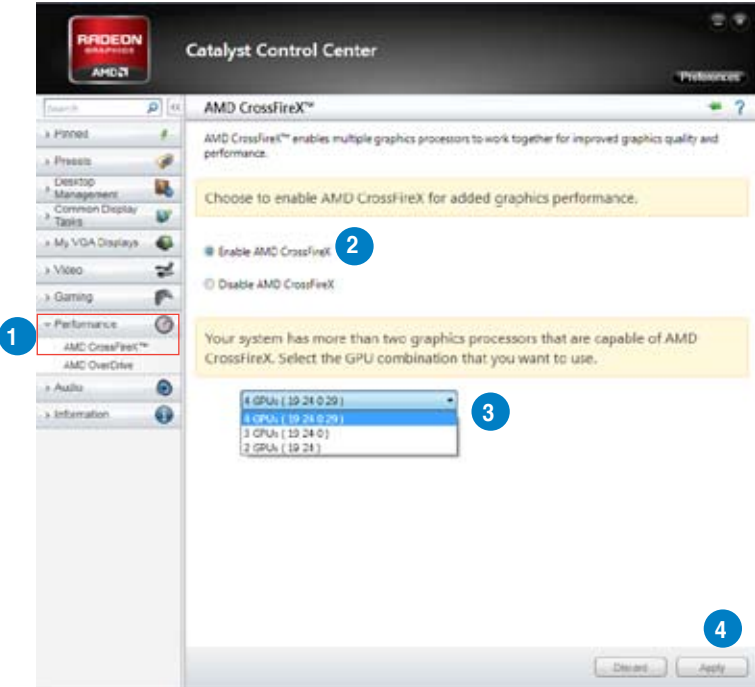 RADEON
GRAPHICS
AMD
Catalyst Control Center
Preferences
Search
AMD CrossFireX™
?
Pinned
Presets
Desktop
Management
Common Display
Tasks
My VGA Displays
Video
Gaming
Performance
AMD CrossFireX™
AMD OverDrive
Audio
Information
AMD CrossFireX™ enables multiple graphics processors to work together for improved graphics quality and
performance.
Choose to enable AMD CrossFireX for added graphics performance.
Enable AMD CrossFireX
Disable AMD CrossFireX
Your system has more than two graphics processors that are capable of AMD
CrossFireX. Select the GPU combination that you want to use.
4 GPUs ( 19 24 0 29 )
4 GPUs ( 19 24 0 29 )
3 GPUs ( 19 24 0 )
2 GPUs ( 19 24 )
Discard
Apply
1
2
3
4